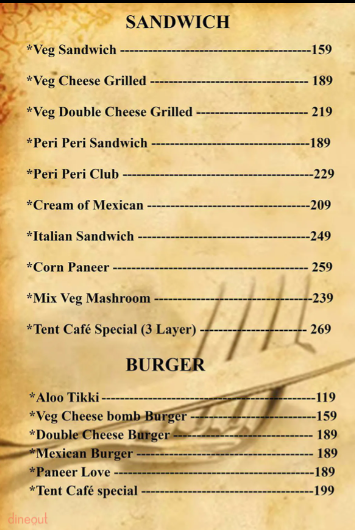 SANDWICH
*Veg Sandwich ---------------------------------------159
*Veg Cheese Grilled -------------------------------- 189
*Veg Double Cheese Grilled ----------------------- 219
*Peri Peri Sandwich --------------------------------189
*Peri Peri Club ---------------------------------------229
*Cream of Mexican ---------------------------------209
*Italian Sandwich -----------------------------------249
*Corn Paneer ---------------------------------------- 259
*Mix Veg Mashroom --------------------------------239
*Tent Café Special (3 Layer) ---------------------- 269
BURGER
*Aloo Tikki --------------------------------------------119
*Veg Cheese bomb Burger --------------------------159
*Double Cheese Burger ----------------------------- 189
*Mexican Burger ------------------------------------ 189
*Paneer Love -----------------------------------------189
*Tent Café special -----------------------------------199
dineout